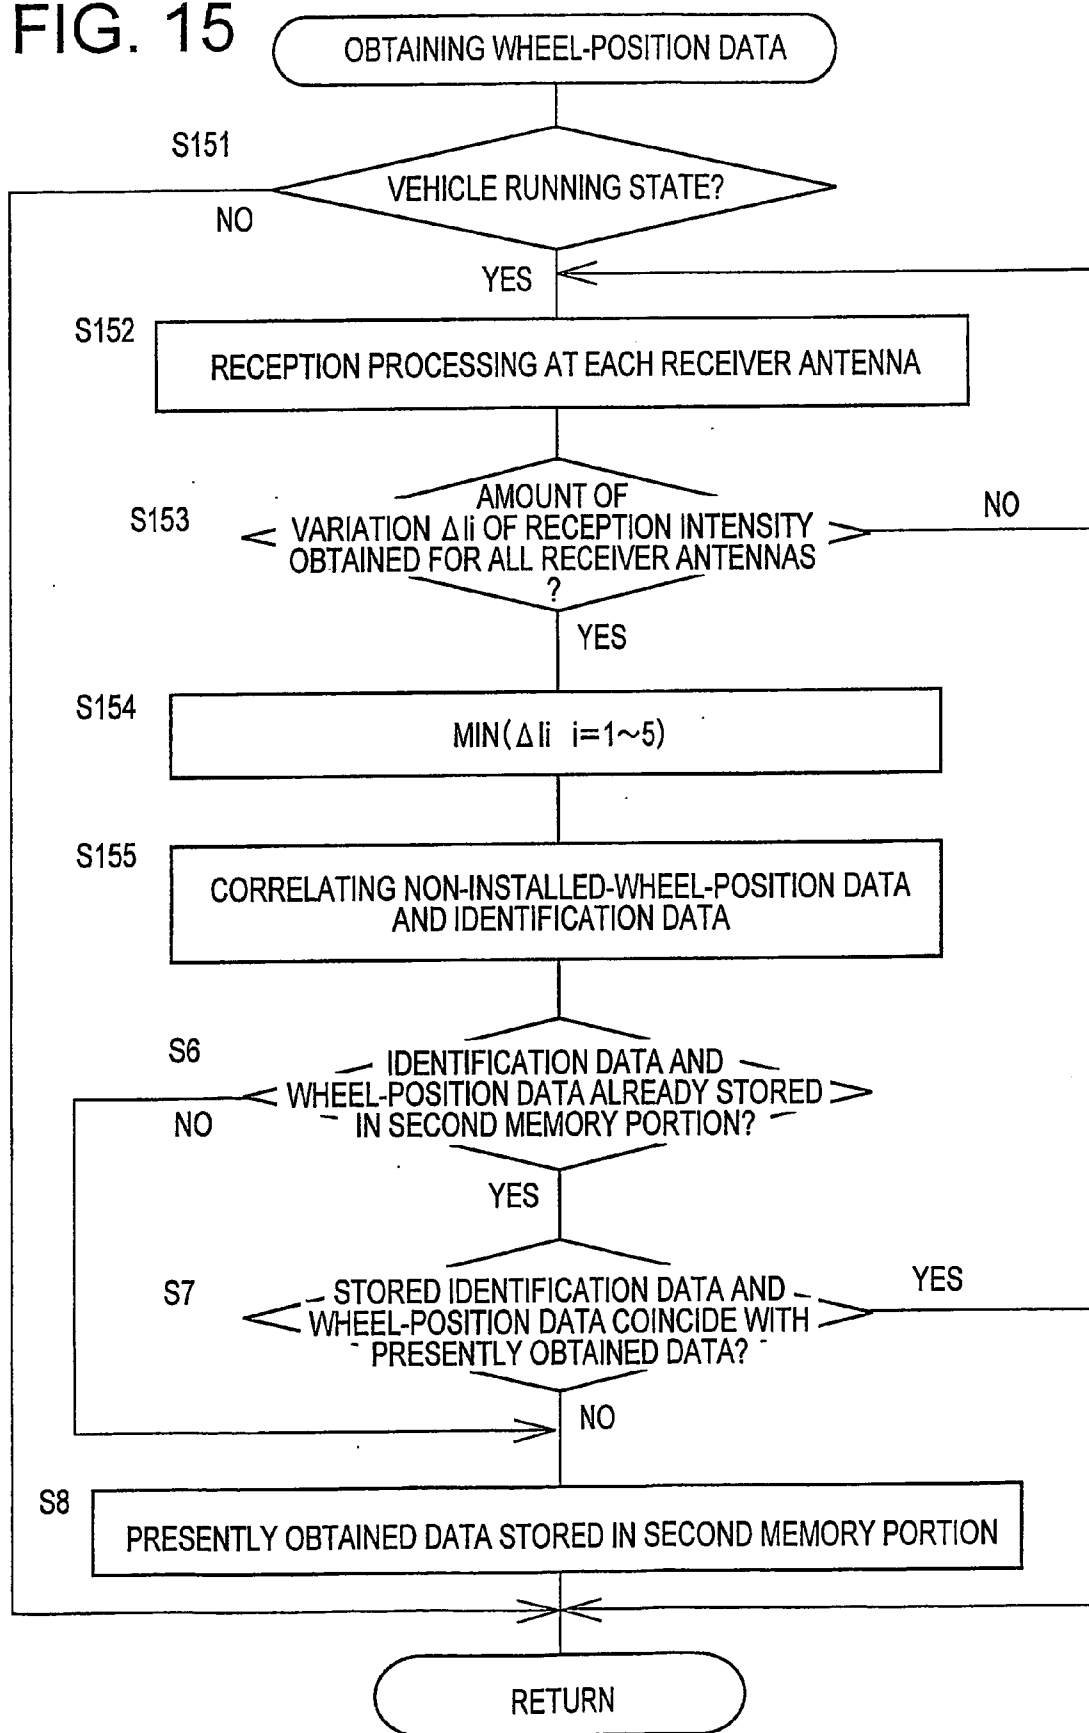 FIG. 15
OBTAINING WHEEL-POSITION DATA
S151
VEHICLE RUNNING STATE?
NO
YES
S152
RECEPTION PROCESSING AT EACH RECEIVER ANTENNA
S153
AMOUNT OF
VARIATION ΔIi OF RECEPTION INTENSITY
OBTAINED FOR ALL RECEIVER ANTENNAS
?
NO
YES
S154
MIN(ΔIi i=1~5)
S155
CORRELATING NON-INSTALLED-WHEEL-POSITION DATA
AND IDENTIFICATION DATA
S6
IDENTIFICATION DATA AND
WHEEL-POSITION DATA ALREADY STORED
IN SECOND MEMORY PORTION?
NO
YES
S7
STORED IDENTIFICATION DATA AND
WHEEL-POSITION DATA COINCIDE WITH
PRESENTLY OBTAINED DATA?
YES
NO
S8
PRESENTLY OBTAINED DATA STORED IN SECOND MEMORY PORTION
RETURN